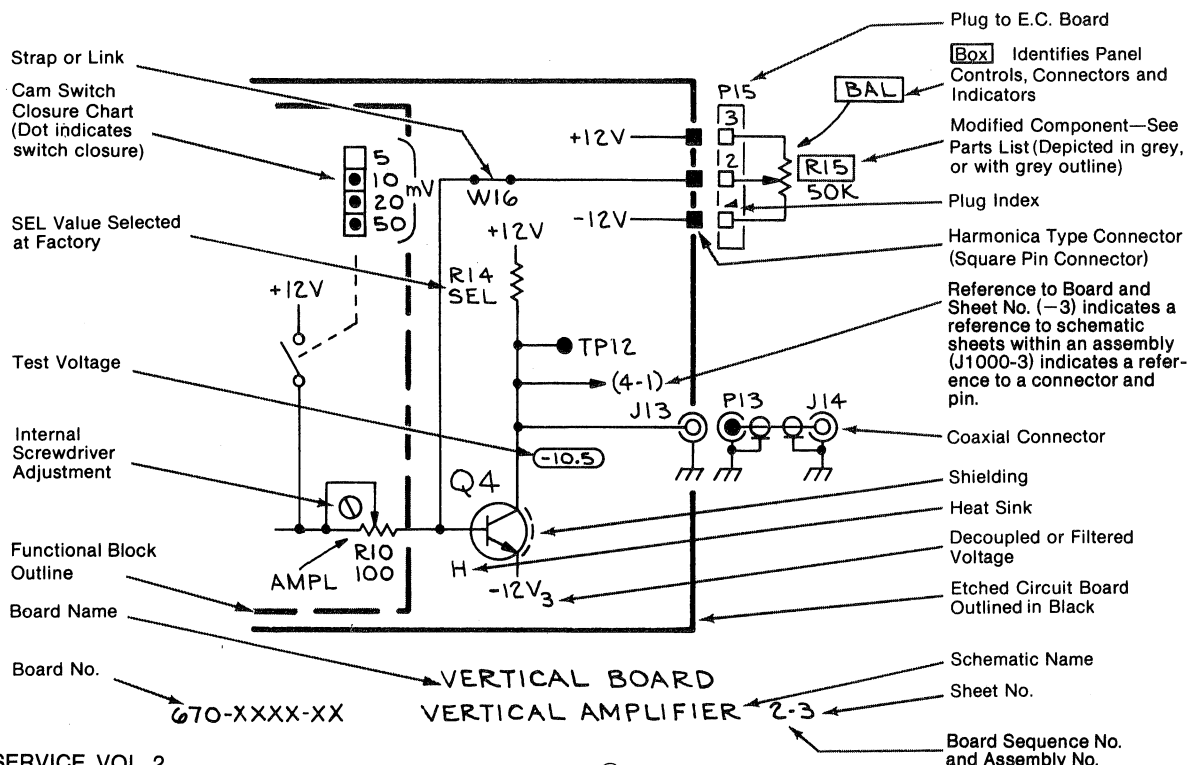 Strap or Link
Cam Switch
Closure Chart
(Dot indicates
switch closure)
SEL Value Selected
at Factory
Test Voltage
Internal
Screwdriver
Adjustment
Functional Block
Outline
Board Name
Board No.
5
10
20
50
mV
+12V
W16
+12V
-12V
+12V
R14
SEL
TP12
(4-1)
J13
-10.5
Q4
R10
100
AMPL
H
-12V3
P15
3
2
BAL
R15
50K
P13
J14
Plug to E.C. Board
Box Identifies Panel
Controls, Connectors and
Indicators
Modified Component—See
Parts List (Depicted in grey,
or with grey outline)
Plug Index
Harmonica Type Connector
(Square Pin Connector)
Reference to Board and
Sheet No. (−3) indicates a
reference to schematic
sheets within an assembly
(J1000-3) indicates a refer-
ence to a connector and
pin.
Coaxial Connector
Shielding
Heat Sink
Decoupled or Filtered
Voltage
Etched Circuit Board
Outlined in Black
Schematic Name
Sheet No.
Board Sequence No.
and Assembly No.
VERTICAL BOARD
670-XXXX-XX VERTICAL AMPLIFIER 2-3
SERVICE VOL. 2